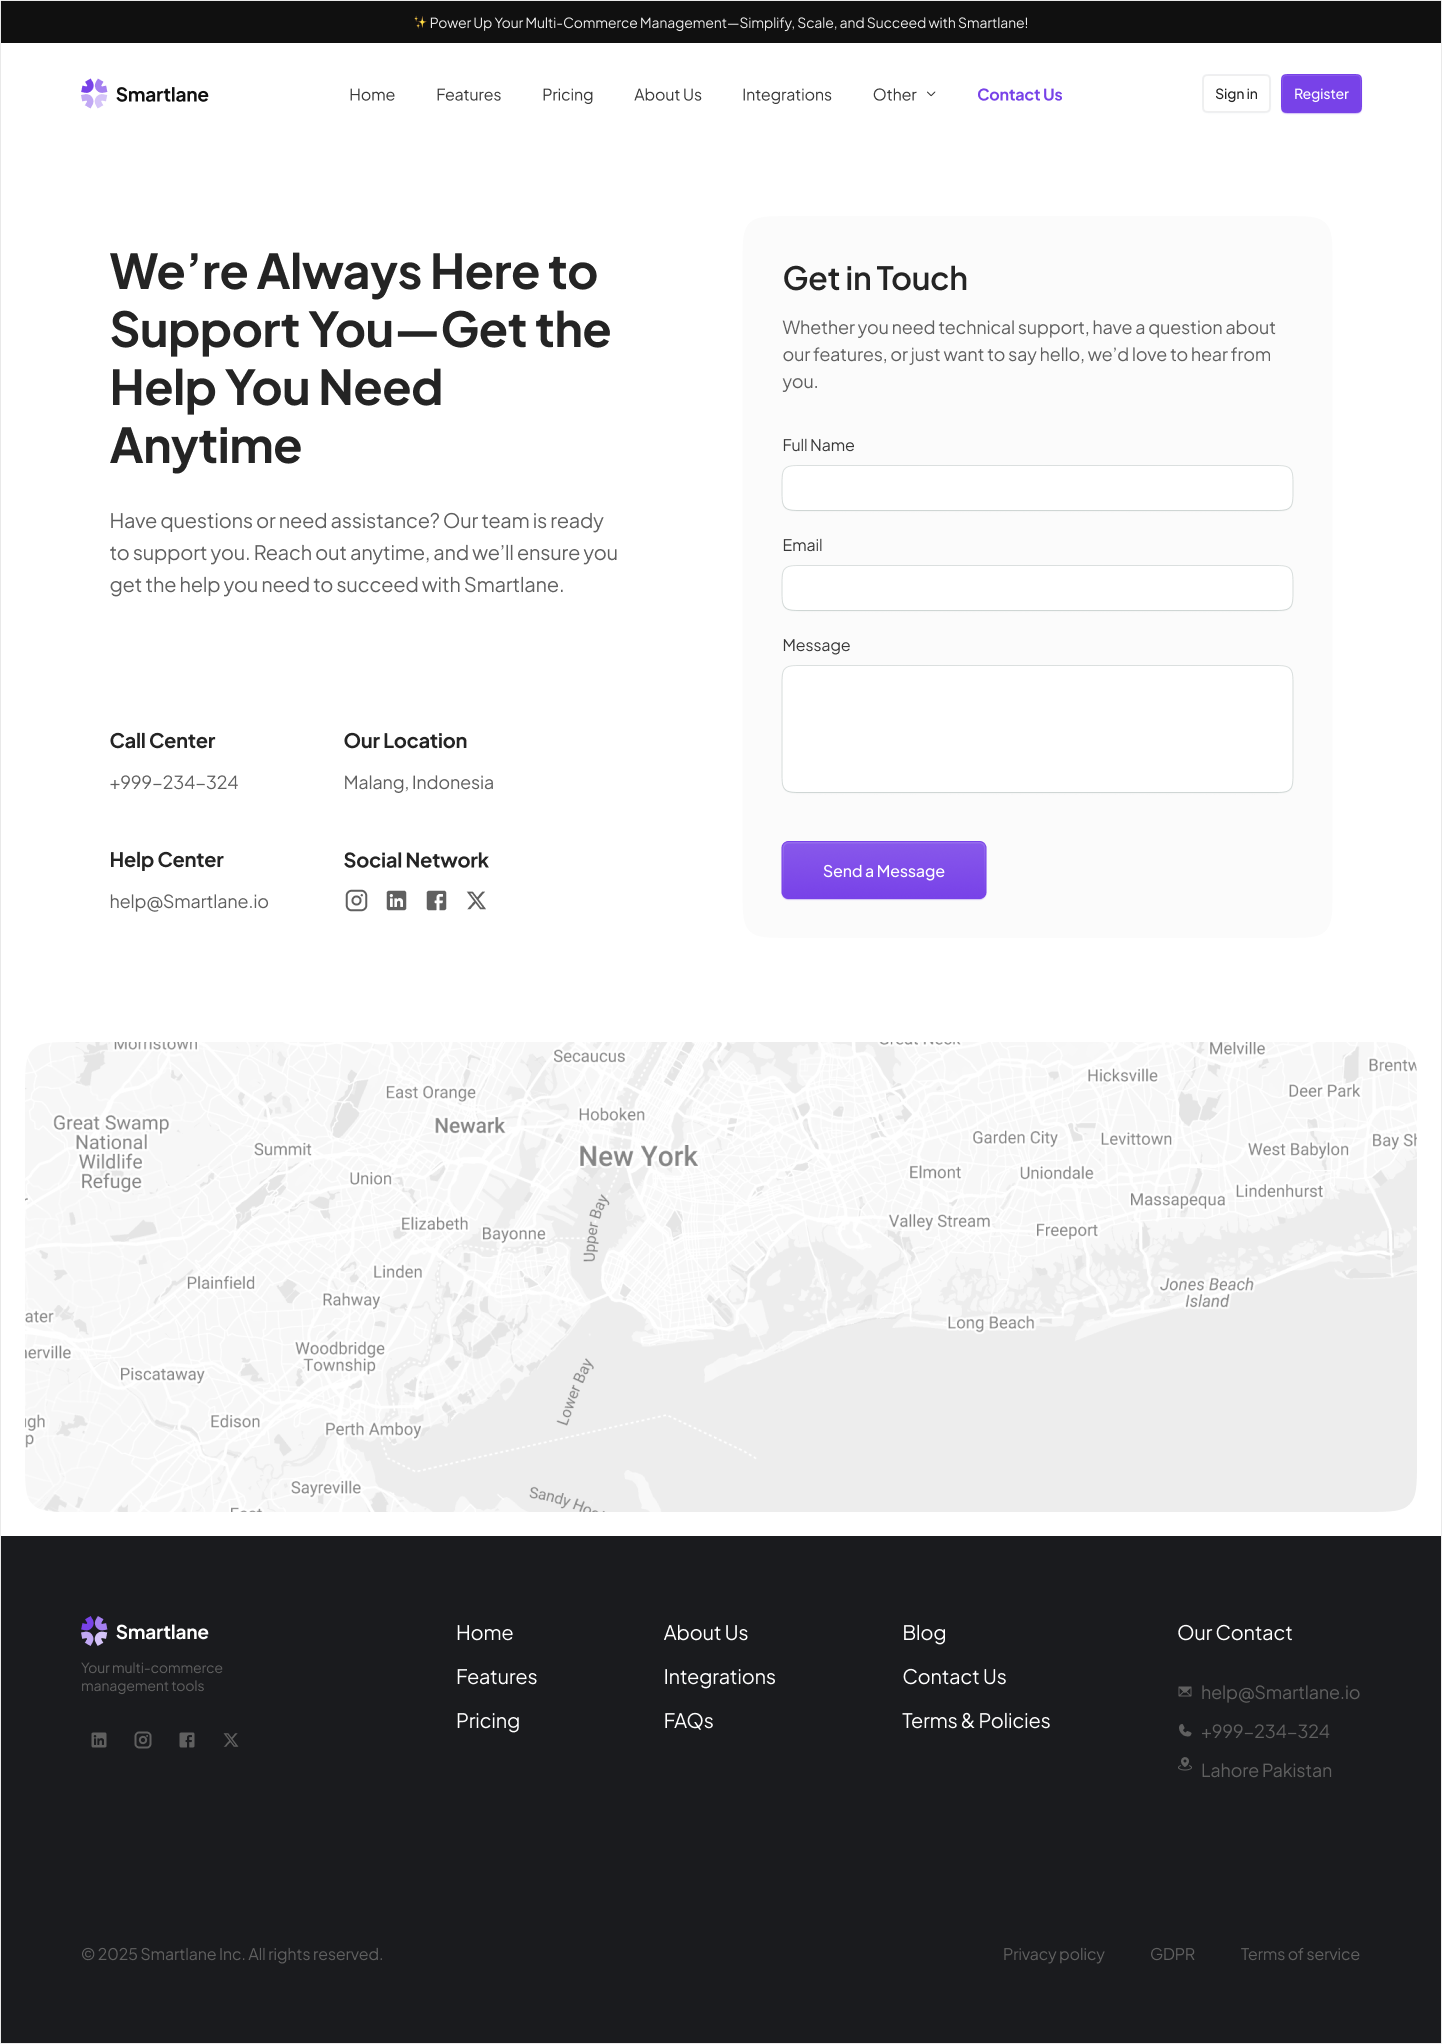 ✨ Power Up Your Multi-Commerce Management—Simplify, Scale, and Succeed with Smartlane!
Smartlane
Home
Features
Pricing
About Us
Integrations
Other
Contact Us
Sign in
Register
We’re Always Here to
Support You—Get the
Help You Need
Anytime
Have questions or need assistance? Our team is ready
to support you. Reach out anytime, and we’ll ensure you
get the help you need to succeed with Smartlane.
Call Center
+999-234-324
Our Location
Malang, Indonesia
Help Center
help@Smartlane.io
Social Network
Get in Touch
Whether you need technical support, have a question about
our features, or just want to say hello, we’d love to hear from
you.
Full Name
Email
Message
Send a Message
Morristown
Secaucus
Great Neck
Melville
Brentw
East Orange
Hicksville
Deer Park
Great Swamp
National
Wildlife
Refuge
Newark
Hoboken
New York
Summit
Garden City
Levittown
West Babylon
Bay Sh
Union
Elmont
Uniondale
Massapequa
Lindenhurst
Elizabeth
Bayonne
Upper Bay
Valley Stream
Freeport
Plainfield
Linden
Rahway
Jones Beach
Island
ater
Long Beach
erville
Woodbridge
Township
Piscataway
Lower Bay
gh
p
Edison
Perth Amboy
Sayreville
Sandy Hoo
East
Smartlane
Your multi-commerce
management tools
Home
Features
Pricing
About Us
Integrations
FAQs
Blog
Contact Us
Terms & Policies
Our Contact
help@Smartlane.io
+999-234-324
Lahore Pakistan
© 2025 Smartlane Inc. All rights reserved.
Privacy policy
GDPR
Terms of service